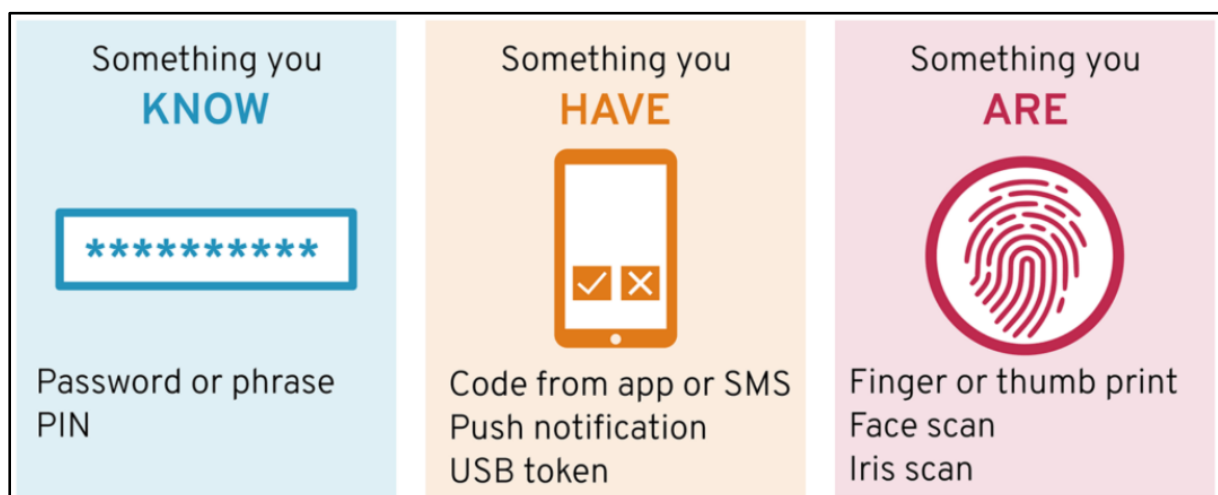 Something you
KNOW
**********
Password or phrase
PIN
Something you
HAVE
Code from app or SMS
Push notification
USB token
Something you
ARE
Finger or thumb print
Face scan
Iris scan